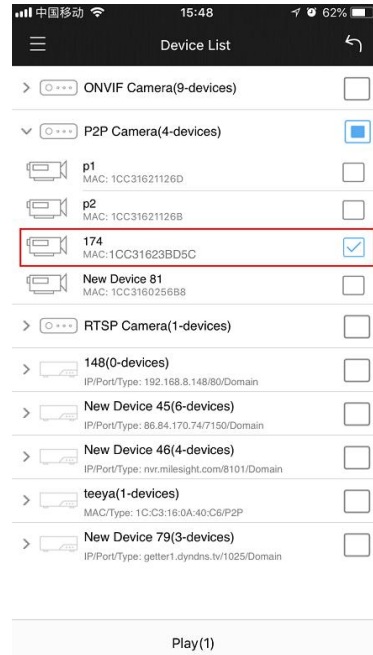 中国移动 15:48 62%
Device List
ONVIF Camera(9-devices)
P2P Camera(4-devices)
p1
MAC: 1CC31621126D
p2
MAC: 1CC31621126B
174
MAC:1CC31623BD5C
New Device 81
MAC: 1CC3160256B8
RTSP Camera(1-devices)
148(0-devices)
IP/Port/Type: 192.168.8.148/80/Domain
New Device 45(6-devices)
IP/Port/Type: 86.84.170.74/7150/Domain
New Device 46(4-devices)
IP/Port/Type: nvr.milesight.com/8101/Domain
teeya(1-devices)
MAC/Type: 1C:C3:16:0A:40:C6/P2P
New Device 79(3-devices)
IP/Port/Type: getter1.dyndns.tv/1025/Domain
Play(1)